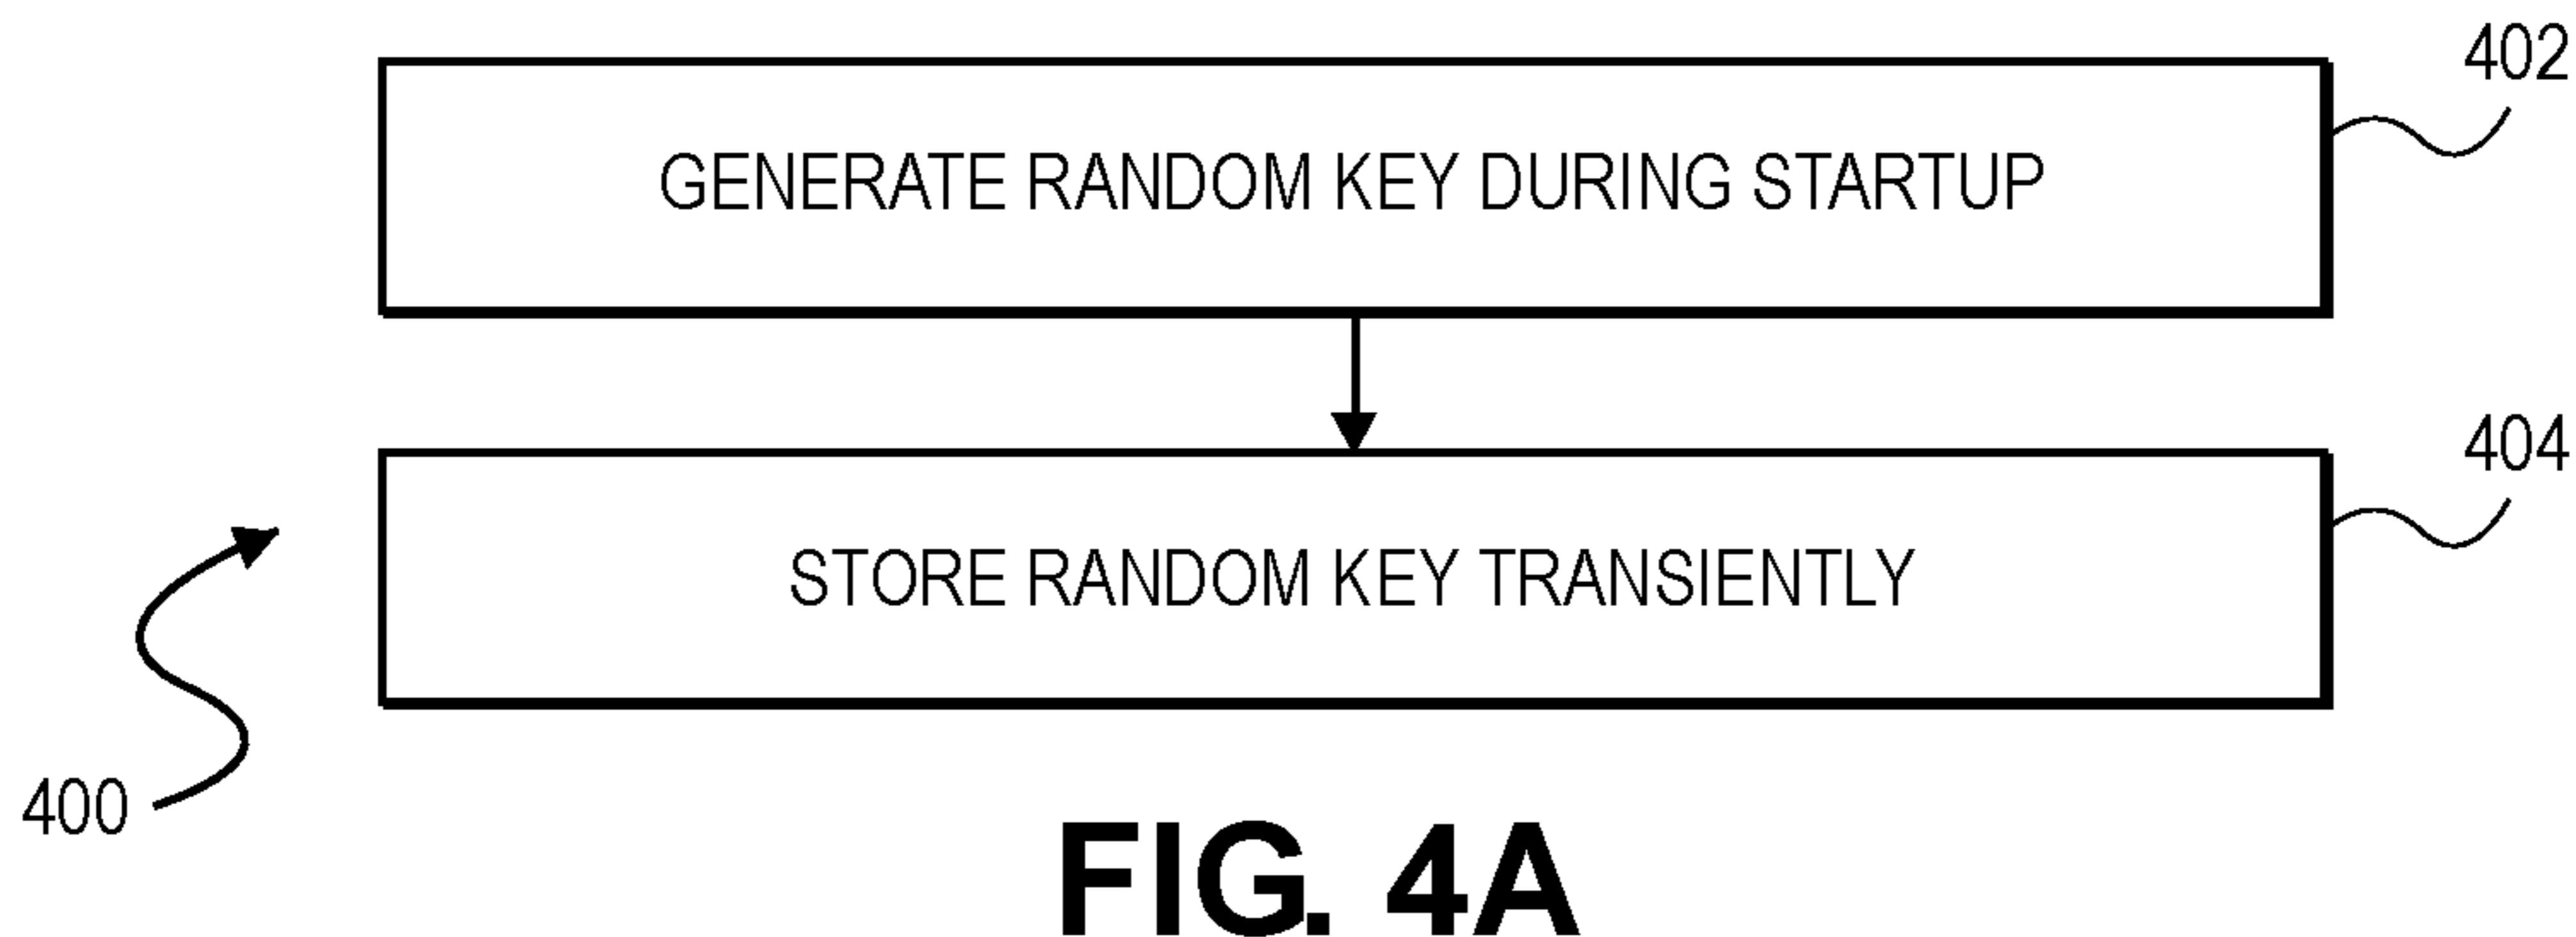 402
GENERATE RANDOM KEY DURING STARTUP
404
STORE RANDOM KEY TRANSIENTLY
400
FIG. 4A